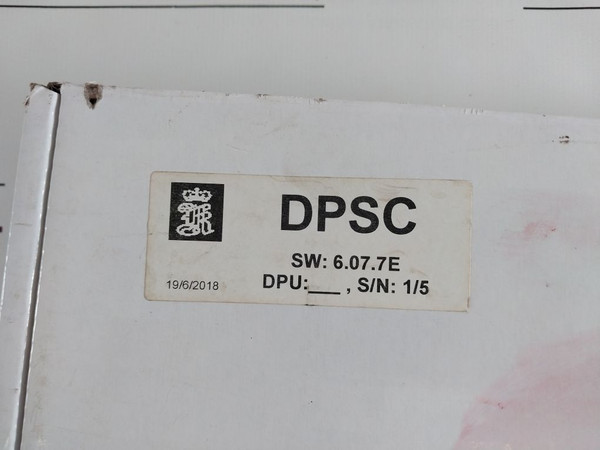 DPSC
SW: 6.07.7E
19/6/2018
DPU:___ , S/N: 1/5